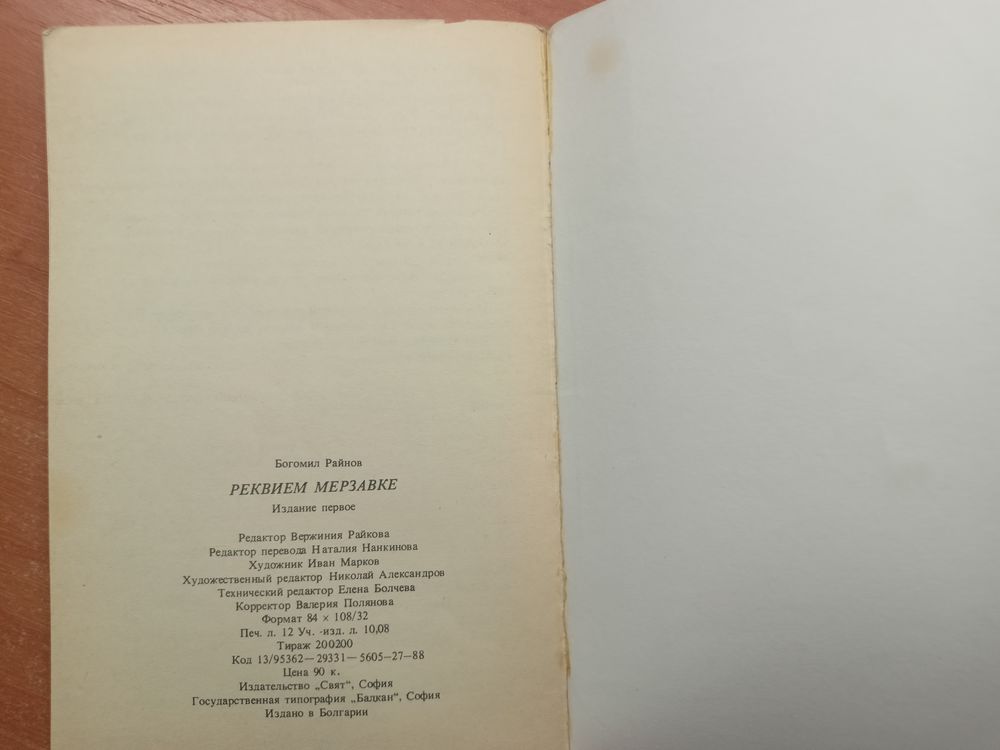 Богомил Райнов
РЕКВИЕМ МЕРЗАВКЕ
Издание первое
Редактор Вержиния Райкова
Редактор перевода Наталия Нанкинова
Художник Иван Марков
Художественный редактор Николай Александров
Технический редактор Елена Болчева
Корректор Валерия Полянова
Формат 84 × 108/32
Печ. л. 12 Уч. -изд. л. 10,08
Тираж 200200
Код 13/95362—29331—5605-27-88
Цена 90 к.
Издательство „Свят“, София
Государственная типография „Балкан“, София
Издано в Болгарии